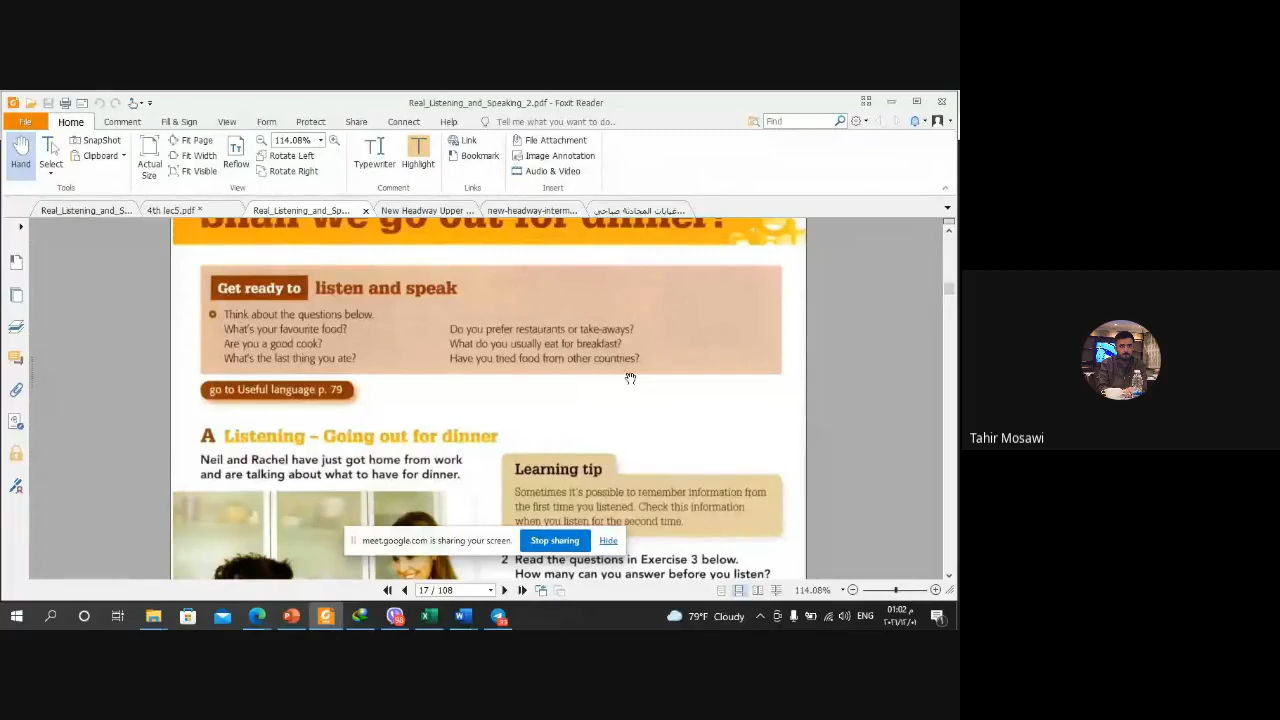 Real_Listening_and_Speaking_2.pdf - Foxit Reader
File Home Comment Fill & Sign View Form Protect Share Connect Help Tell me what you want to do.. Find
Hand
Select
SnapShot
Clipboard
Tools
Actual Size
Fit Page
Fit Width
Fit Visible
Reflow
114.08%
Rotate Left
Rotate Right
View
Typewriter
Highlight
Comment
Link
Bookmark
Links
File Attachment
Image Annotation
Audio & Video
Insert
Real_Listening_and_S... 4th lec5.pdf * Real_Listening_and_Sp... New Headway Upper ... new-headway-interm... غيابات المحادثة صباحي...
Shall we go out for dinner?
Get ready to listen and speak
Think about the questions below.
What's your favourite food? Do you prefer restaurants or take-aways?
Are you a good cook? What do you usually eat for breakfast?
What's the last thing you ate? Have you tried food from other countries?
go to Useful language p. 79
A Listening – Going out for dinner
Neil and Rachel have just got home from work
and are talking about what to have for dinner.
Learning tip
Sometimes it's possible to remember information from
the first time you listened. Check this information
when you listen for the second time.
2 Read the questions in Exercise 3 below.
How many can you answer before you listen?
meet.google.com is sharing your screen. Stop sharing Hide
17 / 108
114.08%
79°F Cloudy
ENG
م 01:02
Tahir Mosawi